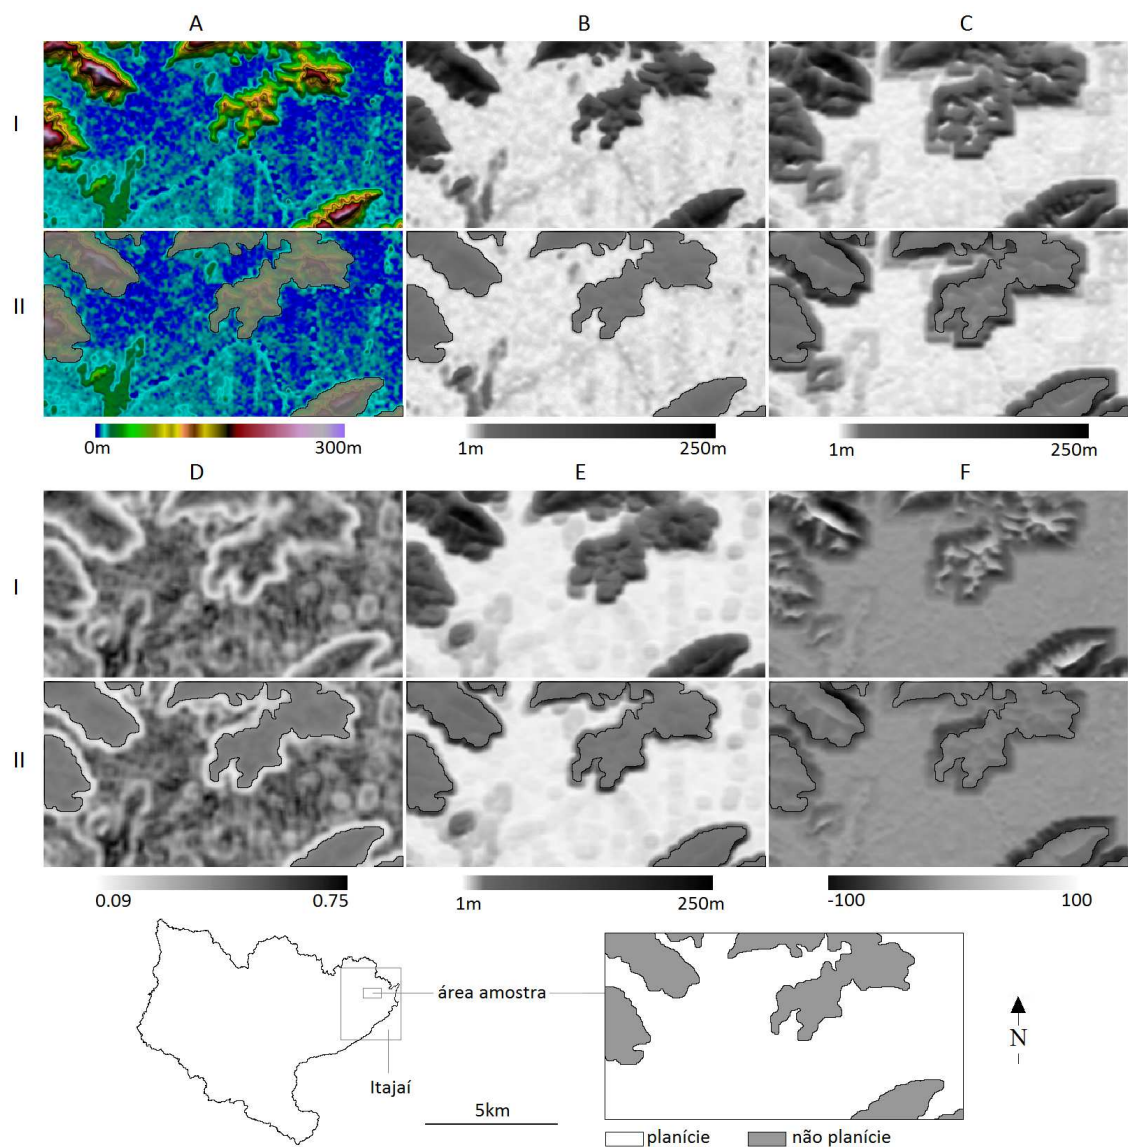 A B C
I
II
0m 300m 1m 250m 1m 250m
D E F
I
II
0.09 0.75 1m 250m -100 100
área amostra
Itajaí
5km
N
planície não planície